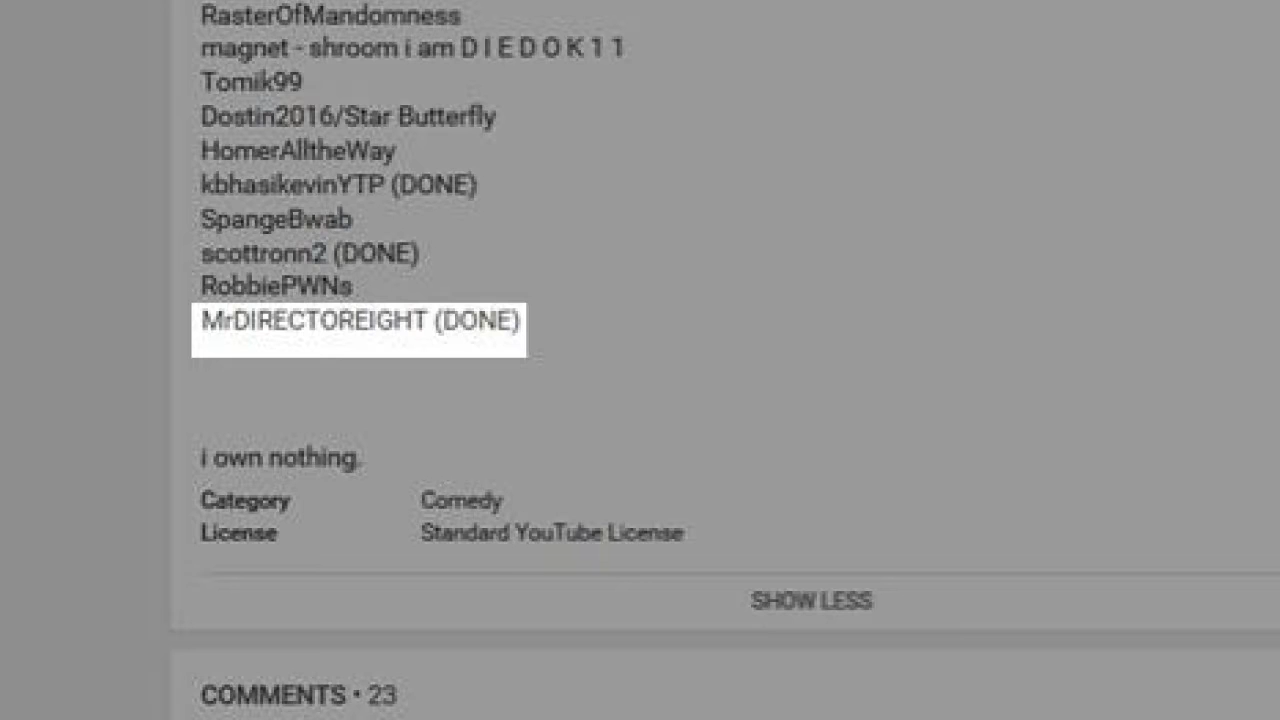 RasterOfMandomness
magnet - shroom i am D I E D O K 1 1
Tomik99
Dostin2016/Star Butterfly
HomerAlltheWay
kbhasikevinYTP (DONE)
SpangeBwab
scottronn2 (DONE)
RobbiePWNs
MrDIRECTOREIGHT (DONE)
i own nothing.
Category Comedy
License Standard YouTube License
SHOW LESS
COMMENTS • 23